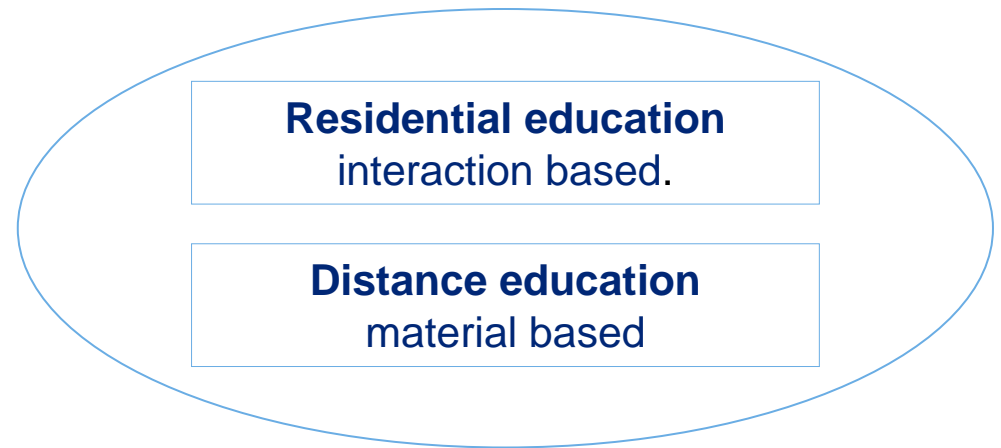 Residential education
interaction based.
Distance education
material based